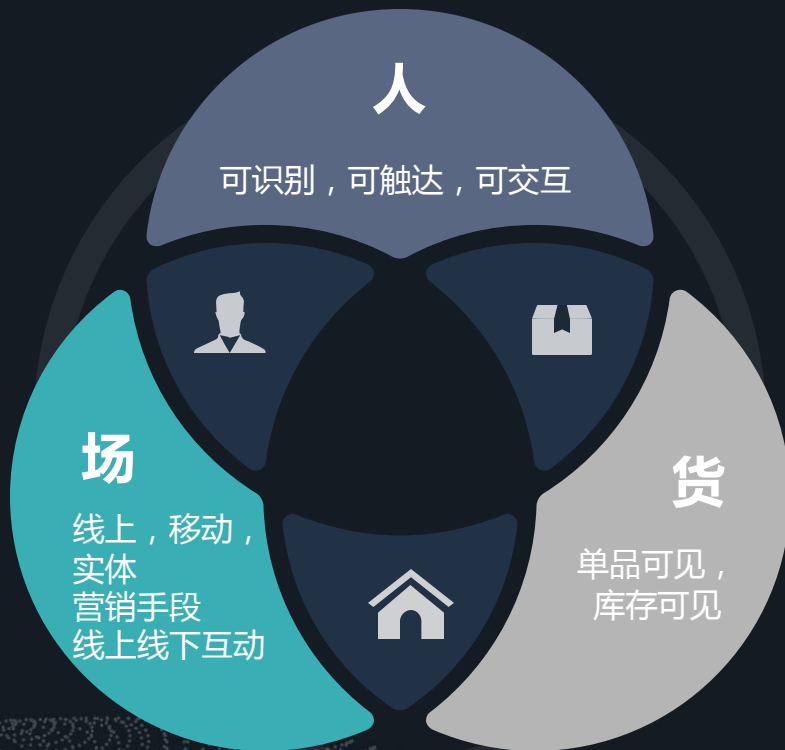 人
可识别，可触达，可交互
场
线上，移动，
实体
营销手段
线上线下互动
货
单品可见，
库存可见